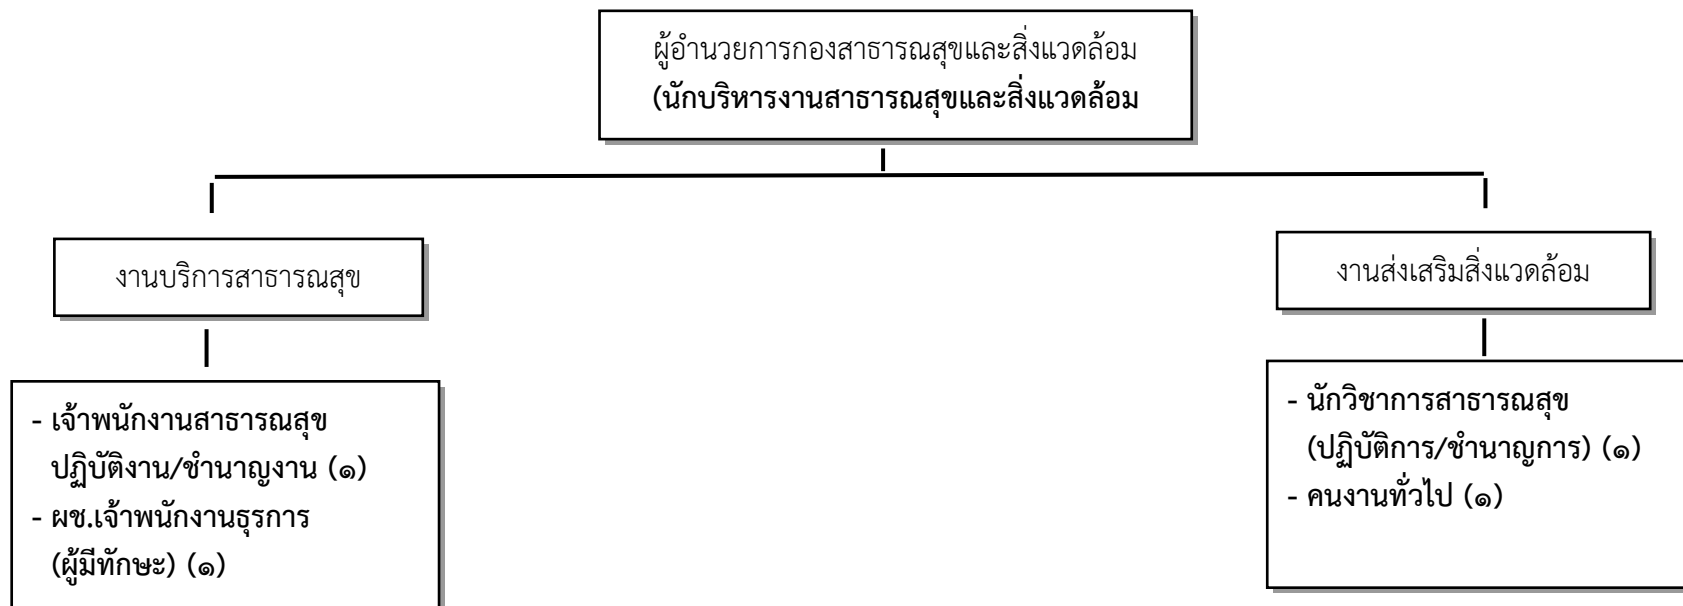 ผู้อำนวยการกองสาธารณสุขและสิ่งแวดล้อม
(นักบริหารงานสาธารณสุขและสิ่งแวดล้อม
งานบริการสาธารณสุข
งานส่งเสริมสิ่งแวดล้อม
- เจ้าพนักงานสาธารณสุข
ปฏิบัติงาน/ชำนาญงาน (๑)
- ผช.เจ้าพนักงานธุรการ
(ผู้มีทักษะ) (๑)
- นักวิชาการสาธารณสุข
(ปฏิบัติการ/ชำนาญการ) (๑)
- คนงานทั่วไป (๑)